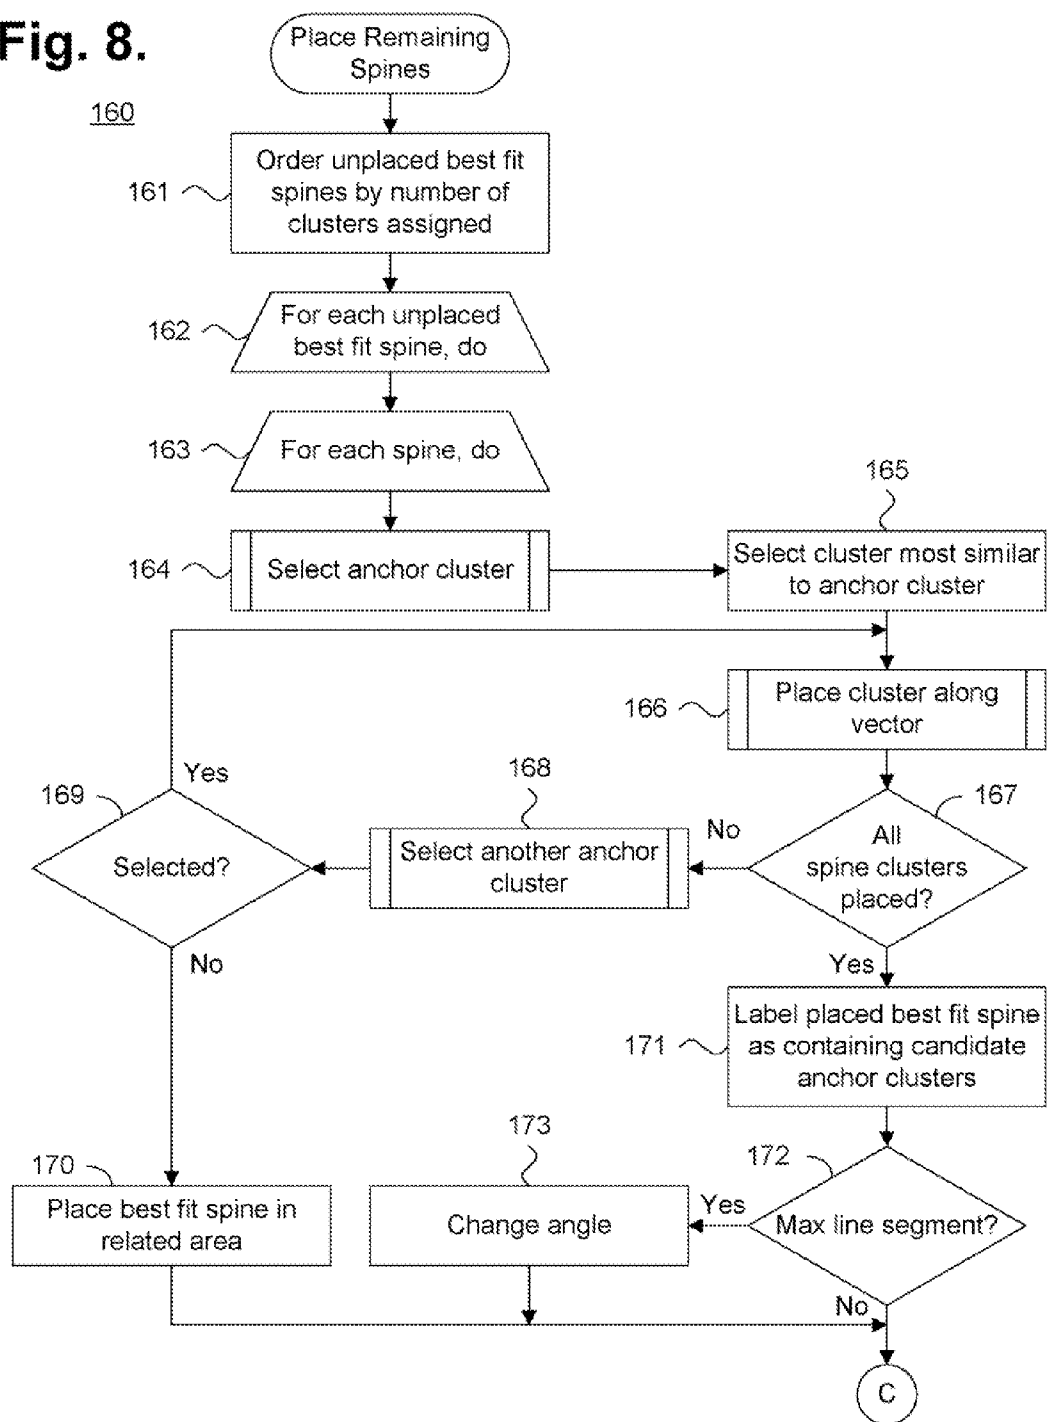 Fig. 8.
160
Place Remaining
Spines
161
Order unplaced best fit
spines by number of
clusters assigned
162
For each unplaced
best fit spine, do
163
For each spine, do
164
Select anchor cluster
165
Select cluster most similar
to anchor cluster
166
Place cluster along
vector
167
All
spine clusters
placed?
No
168
Select another anchor
cluster
169
Selected?
Yes
No
Yes
171
Label placed best fit spine
as containing candidate
anchor clusters
170
Place best fit spine in
related area
173
Change angle
172
Max line segment?
Yes
No
C